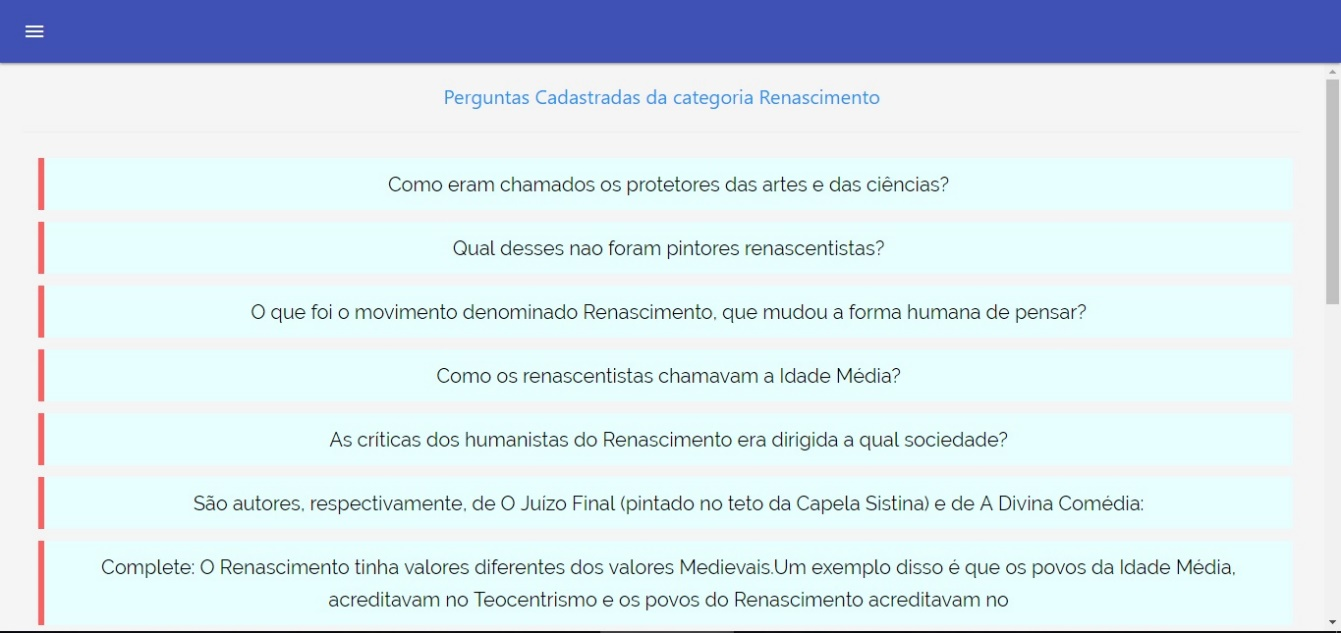 Perguntas Cadastradas da categoria Renascimento
Como eram chamados os protetores das artes e das ciências?
Qual desses nao foram pintores renascentistas?
O que foi o movimento denominado Renascimento, que mudou a forma humana de pensar?
Como os renascentistas chamavam a Idade Média?
As críticas dos humanistas do Renascimento era dirigida a qual sociedade?
São autores, respectivamente, de O Juízo Final (pintado no teto da Capela Sistina) e de A Divina Comédia:
Complete: O Renascimento tinha valores diferentes dos valores Medievais.Um exemplo disso é que os povos da Idade Média,
acreditavam no Teocentrismo e os povos do Renascimento acreditavam no